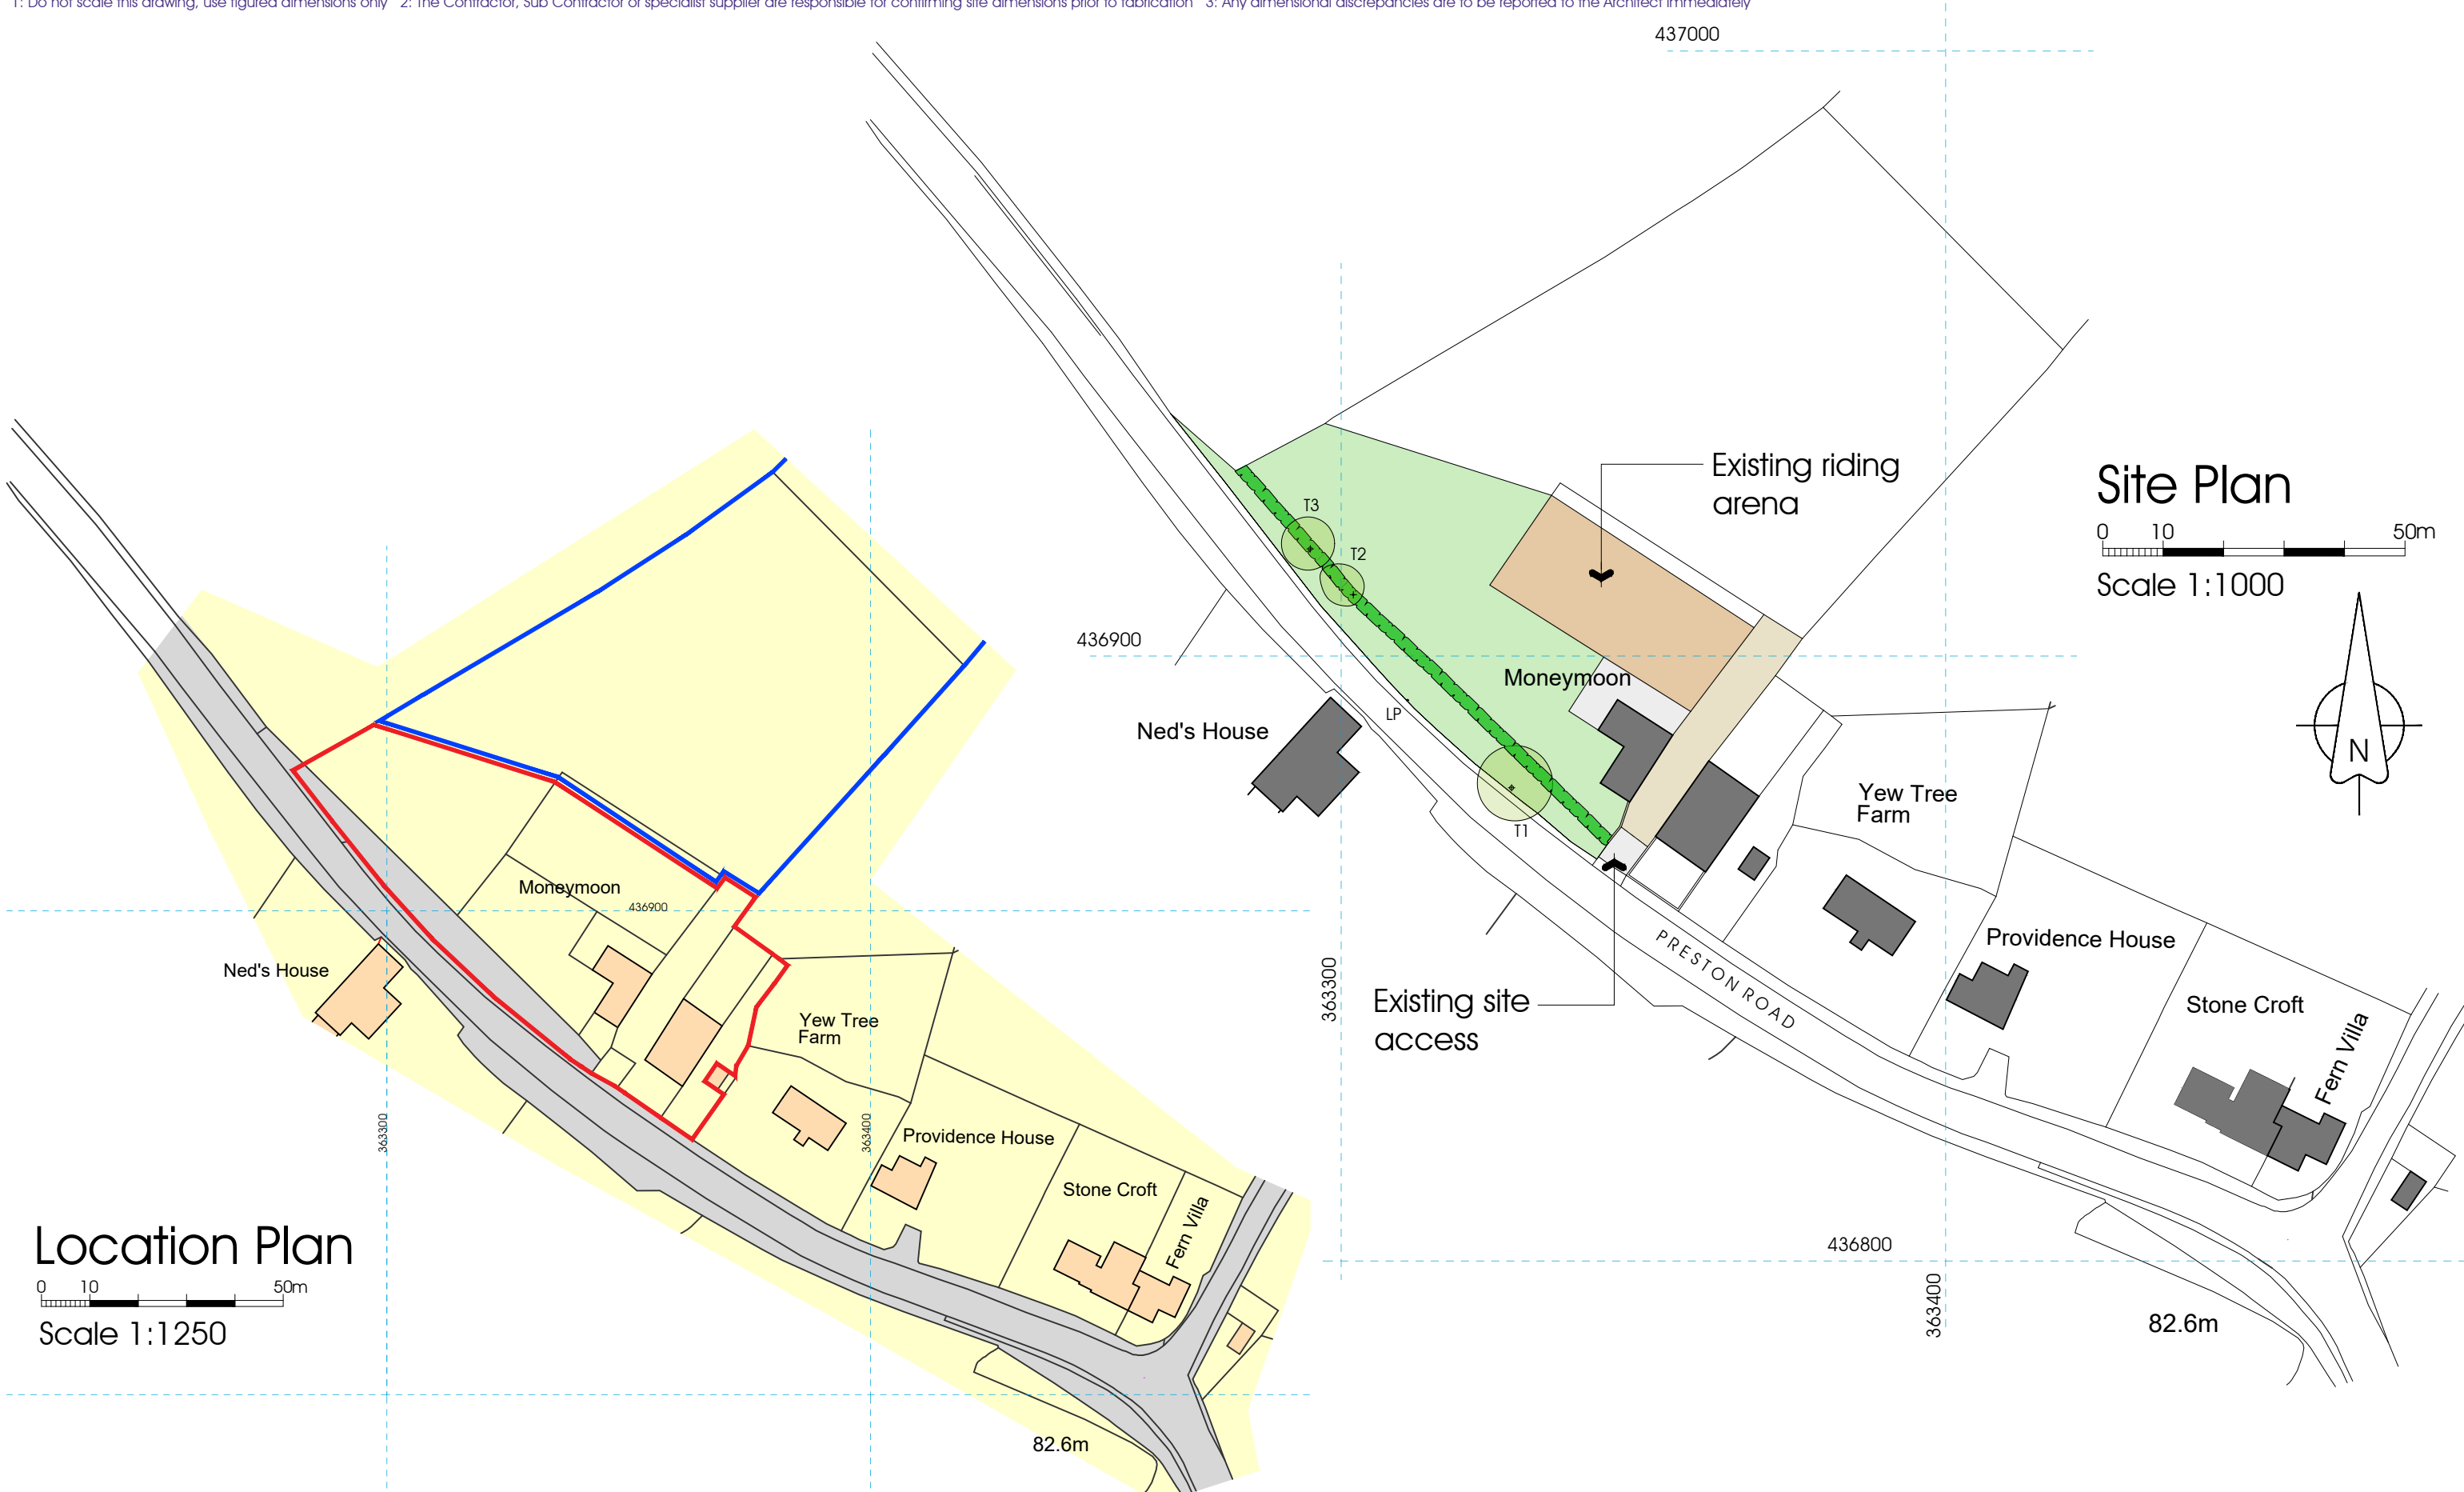 1: Do not scale this drawing, use figured dimensions only 2: The Contractor, Sub Contractor or specialist supplier are responsible for confirming site dimensions prior to fabrication 3: Any dimensional discrepancies are to be reported to the Architect immediately
437000
Existing riding
arena
Site Plan
0 10 50m
Scale 1:1000
N
T3
T2
436900
Moneymoon
LP
Ned's House
T1
Yew Tree
Farm
Providence House
Stone Croft
Fern Villa
PRESTON ROAD
363300
Existing site
access
436800
363400
82.6m
Moneymoon
436900
Ned's House
Yew Tree
Farm
363300
363400
Providence House
Stone Croft
Fern Villa
Location Plan
0 10 50m
Scale 1:1250
82.6m